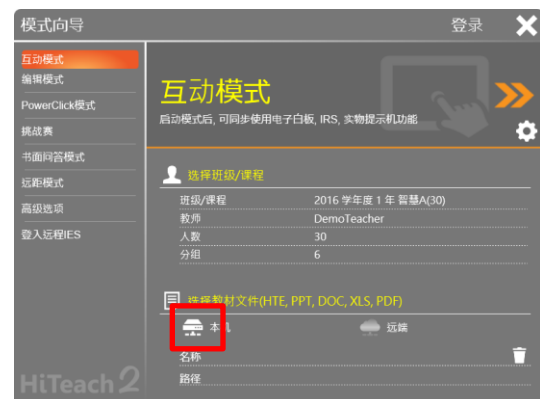 模式向导
登录
互动模式
编辑模式
PowerClick模式
挑战赛
书面问答模式
远距模式
高级选项
登入远程IES
互动模式
启动模式后, 可同步使用电子白板, IRS, 实物提示机功能
选择班级/课程
班级/课程 2016 学年度 1 年 智慧A(30)
教师 DemoTeacher
人数 30
分组 6
选择教材文件(HTE, PPT, DOC, XLS, PDF)
本机 远端
名称
路径
HiTeach 2